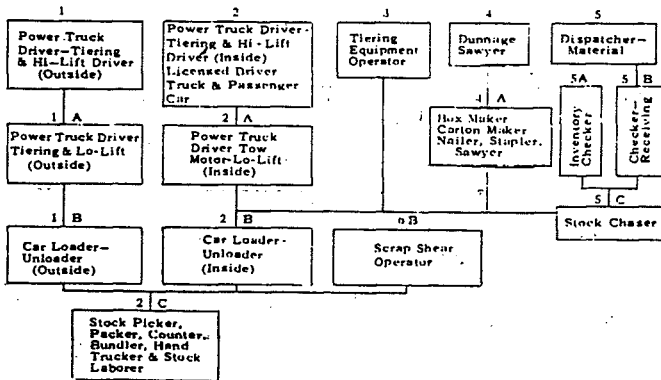 1
Power Truck
Driver-Tiering
& Hi-Lift Driver
(Outside)
2
Power Truck Driver-
Tiering & Hi-Lift
Driver (Inside)
Licensed Driver
Truck & Passenger
Car
3
Tiering
Equipment
Operator
4
Dunnage
Sawyer
5
Dispatcher-
Material
1 A
Power Truck Driver
Tiering & Lo-Lift
(Outside)
2 A
Power Truck
Driver Tow
Motor-Lo-Lift
(Inside)
4 A
Box Maker
Carton Maker
Nailer, Stapler,
Sawyer
5A
Inventory
Checker
5 B
Checker-
Receiving
1 B
Car Loader-
Unloader
(Outside)
2 B
Car Loader-
Unloader
(Inside)
6B
Scrap Shear
Operator
5 C
Stock Chaser
2 C
Stock Picker,
Packer, Counter-
Bundler, Hand
Trucker & Stock
Laborer